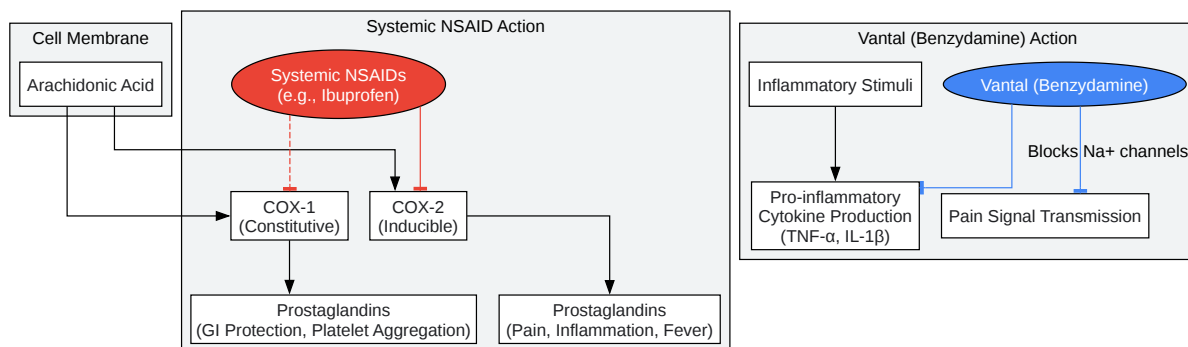 Cell Membrane
Arachidonic Acid
Systemic NSAID Action
Systemic NSAIDs
(e.g., Ibuprofen)
COX-1
(Constitutive)
COX-2
(Inducible)
Prostaglandins
(GI Protection, Platelet Aggregation)
Prostaglandins
(Pain, Inflammation, Fever)
Vantal (Benzydamine) Action
Inflammatory Stimuli
Vantal (Benzydamine)
Blocks Na+ channels
Pro-inflammatory
Cytokine Production
(TNF-α, IL-1β)
Pain Signal Transmission